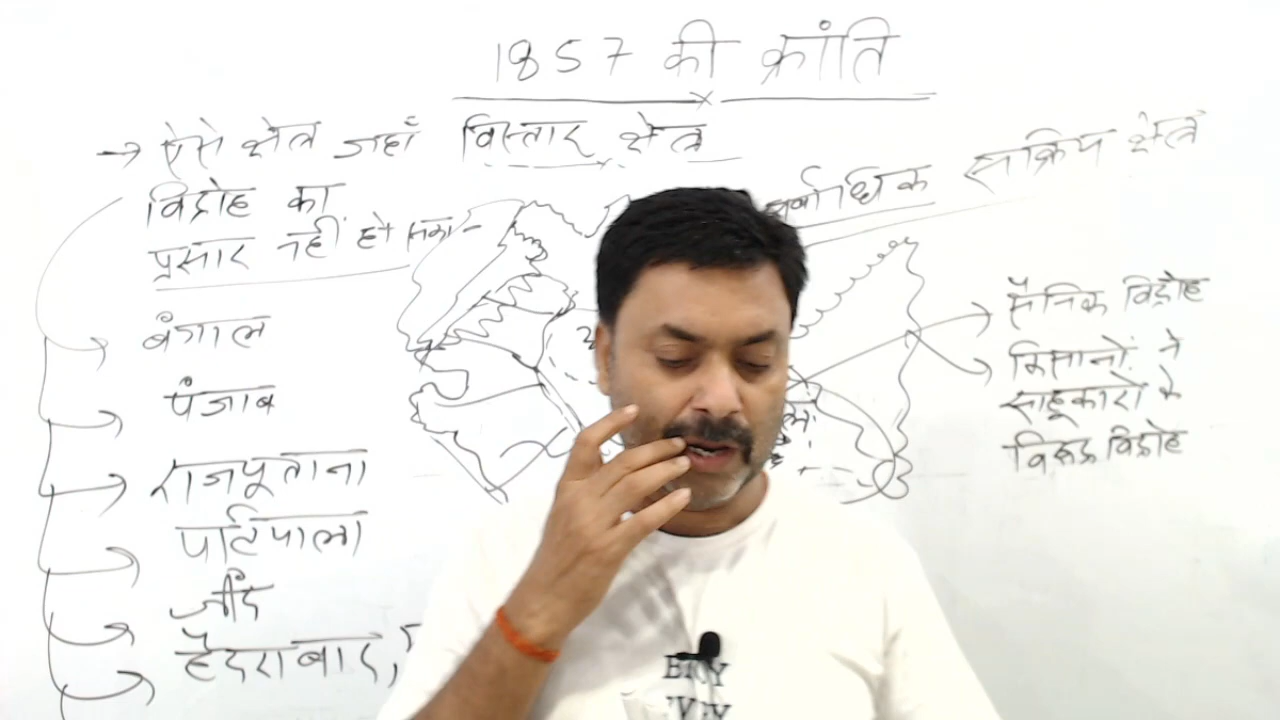 1857 की क्रांति
विस्तार क्षेत्र
→ ऐसे क्षेत्र जहाँ
विद्रोह का
प्रसार नहीं हो सका-
बंगाल
पंजाब
राजपूताना
पटियाला
जींद
हैदराबाद,
सर्वाधिक सक्रिय क्षेत्र
सैनिक विद्रोह
किसानों ने
साहूकारो के
विरूद्ध विद्रोह